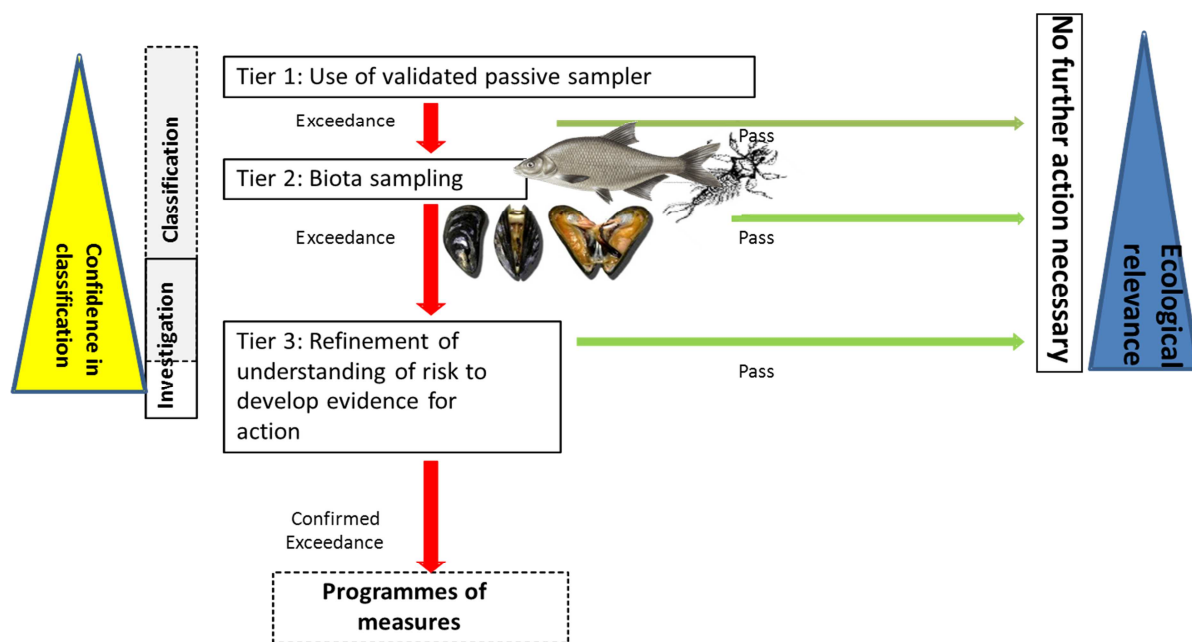 Tier 1: Use of validated passive sampler
Exceedance
Pass
Tier 2: Biota sampling
Exceedance
Pass
Tier 3: Refinement of
understanding of risk to
develop evidence for
action
Pass
Confirmed
Exceedance
Programmes of
measures
Confidence in
classification
Classification
Investigation
No further action necessary
Ecological
relevance